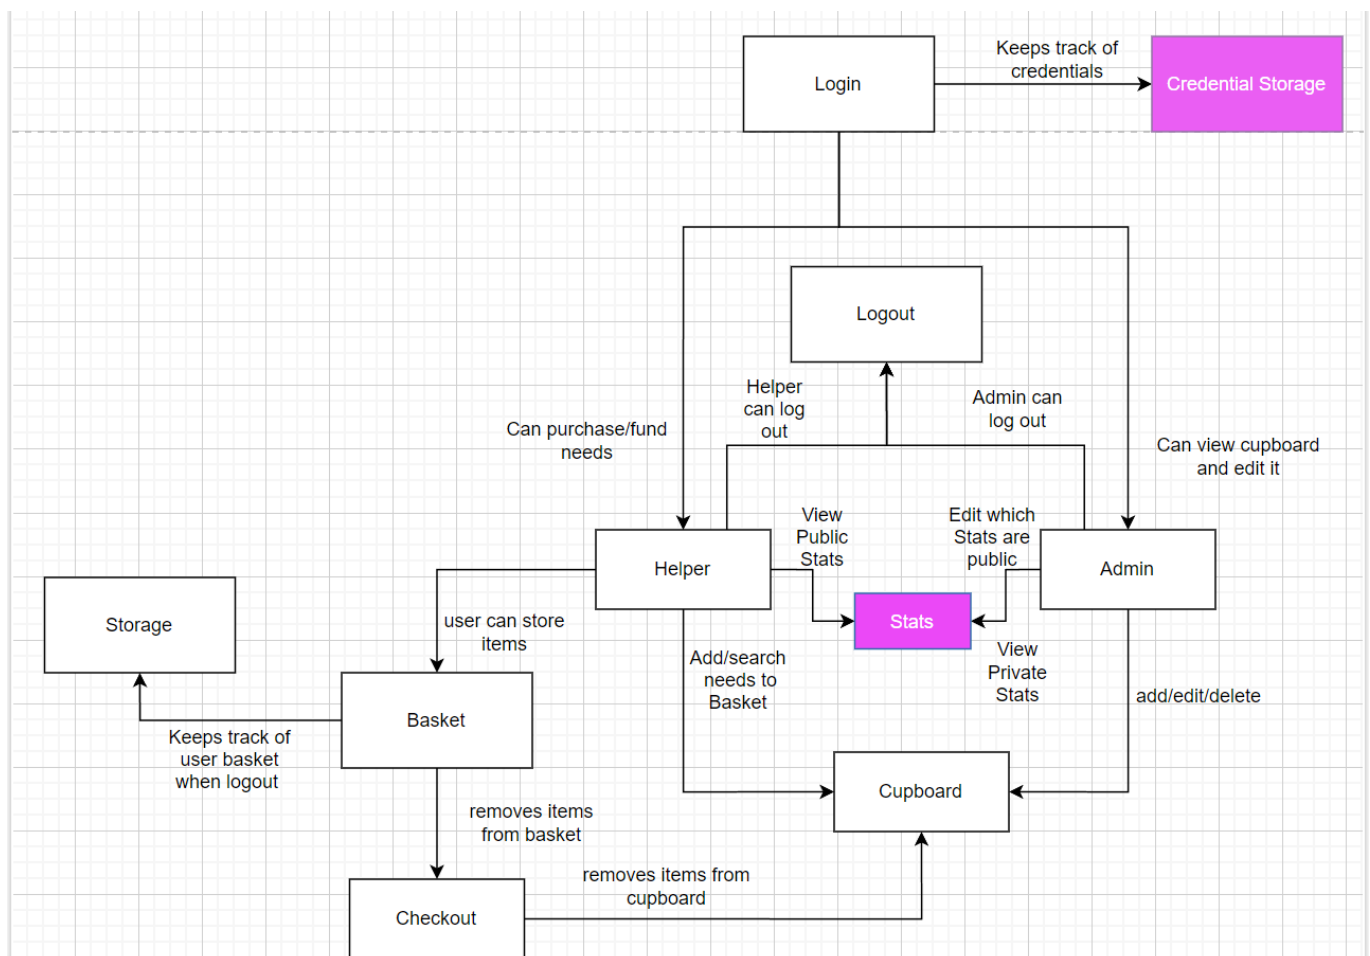 Keeps track of
credentials
Login
Credential Storage
Logout
Helper
can log
out
Admin can
log out
Can purchase/fund
needs
Can view cupboard
and edit it
View
Public
Stats
Edit which
Stats are
public
Helper
Admin
Stats
Storage
user can store
items
Add/search
needs to
Basket
View
Private
Stats
add/edit/delete
Basket
Keeps track of
user basket
when logout
Cupboard
removes items
from basket
removes items from
cupboard
Checkout